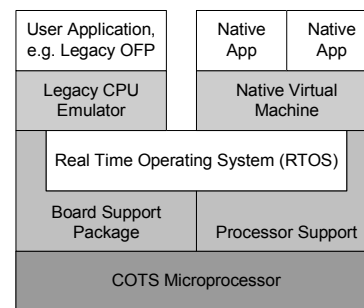 User Application,
e.g. Legacy OFP
Native
App
Native
App
Legacy CPU
Emulator
Native Virtual
Machine
Real Time Operating System (RTOS)
Board Support
Package
Processor Support
COTS Microprocessor